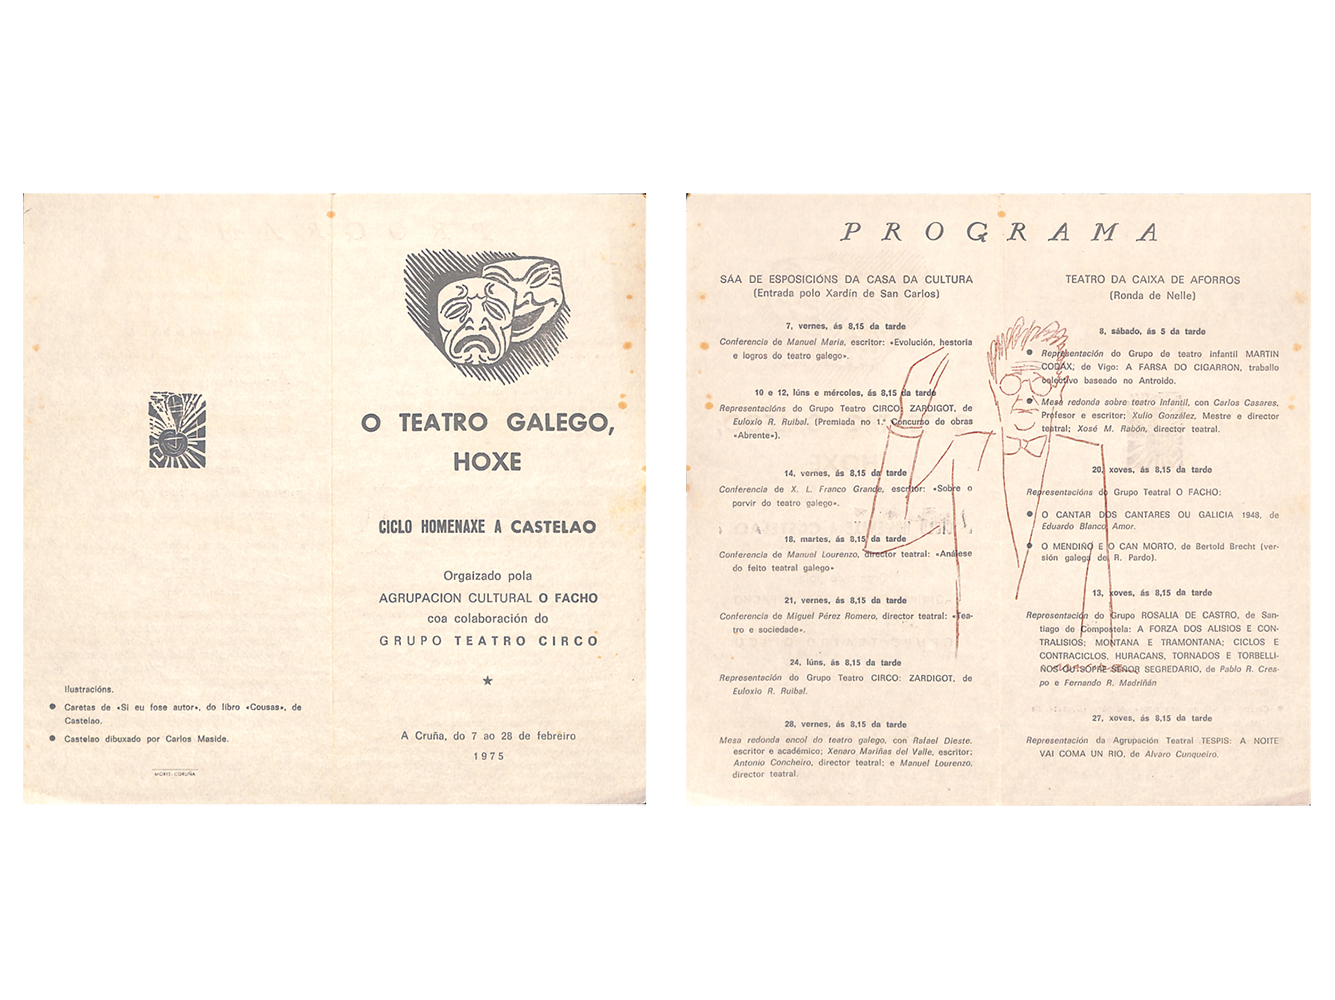 O TEATRO GALEGO,
HOXE
CICLO HOMENAXE A CASTELAO
Orgaizado pola
AGRUPACION CULTURAL O FACHO
coa colaboración do
GRUPO TEATRO CIRCO
A Cruña, do 7 ao 28 de febreiro
1975
Ilustracións.
Caretas de «Si eu fose autor», do libro «Cousas», de
Castelao.
Castelao dibuxado por Carlos Maside.
MORET-CORUÑA
PROGRAMA
SÁA DE ESPOSICIÓNS DA CASA DA CULTURA
(Entrada polo Xardín de San Carlos)
7, vernes, ás 8,15 da tarde
Conferencia de Manuel María, escritor: «Evolución, hestoria
e logros do teatro galego».
10 e 12, lúns e mércoles, ás 8,15 da tarde
Representacións do Grupo Teatro CIRCO: ZARDIGOT, de
Euloxio R. Ruibal. (Premiada no 1.º Concurso de obras
«Abrente»).
14, vernes, ás 8,15 da tarde
Conferencia de X. L. Franco Grande, escritor: «Sobre o
porvir do teatro galego».
18, martes, ás 8,15 da tarde
Conferencia de Manuel Lourenzo, director teatral: «Análese
do feito teatral galego»
21, vernes, ás 8,15 da tarde
Conferencia de Miguel Pérez Romero, director teatral: «Tea-
tro e sociedade».
24, lúns, ás 8,15 da tarde
Representación do Grupo Teatro CIRCO: ZARDIGOT, de
Euloxio R. Ruibal.
28, vernes, ás 8,15 da tarde
Mesa redonda encol do teatro galego, con Rafael Dieste,
escritor e académico; Xenaro Mariñas del Valle, escritor;
Antonio Concheiro, director teatral; e Manuel Lourenzo,
director teatral.
TEATRO DA CAIXA DE AFORROS
(Ronda de Nelle)
8, sábado, ás 5 da tarde
Representación do Grupo de teatro infantil MARTIN
CODAX, de Vigo: A FARSA DO CIGARRON, traballo
colectivo baseado no Antroido.
Mesa redonda sobre teatro Infantil, con Carlos Casares,
Profesor e escritor; Xulio González, Mestre e director
teatral; Xosé M. Rabón, director teatral.
20, xoves, ás 8,15 da tarde
Representacións do Grupo Teatral O FACHO:
O CANTAR DOS CANTARES OU GALICIA 1948, de
Eduardo Blanco Amor.
O MENDIÑO E O CAN MORTO, de Bertold Brecht (ver-
sión galega de R. Pardo).
13, xoves, ás 8,15 da tarde
Representación do Grupo ROSALIA DE CASTRO, de San-
tiago de Compostela: A FORZA DOS ALISIOS E CON-
TRALISIOS; MONTANA E TRAMONTANA; CICLOS E
CONTRACICLOS, HURACANS, TORNADOS E TORBELLI-
ÑOS OU SOPRE SEÑOR SEGREDARIO, de Pablo R. Cres-
po e Fernando R. Madriñán
27, xoves, ás 8,15 da tarde
Representación da Agrupación Teatral TESPIS: A NOITE
VAI COMA UN RIO, de Alvaro Cunqueiro.